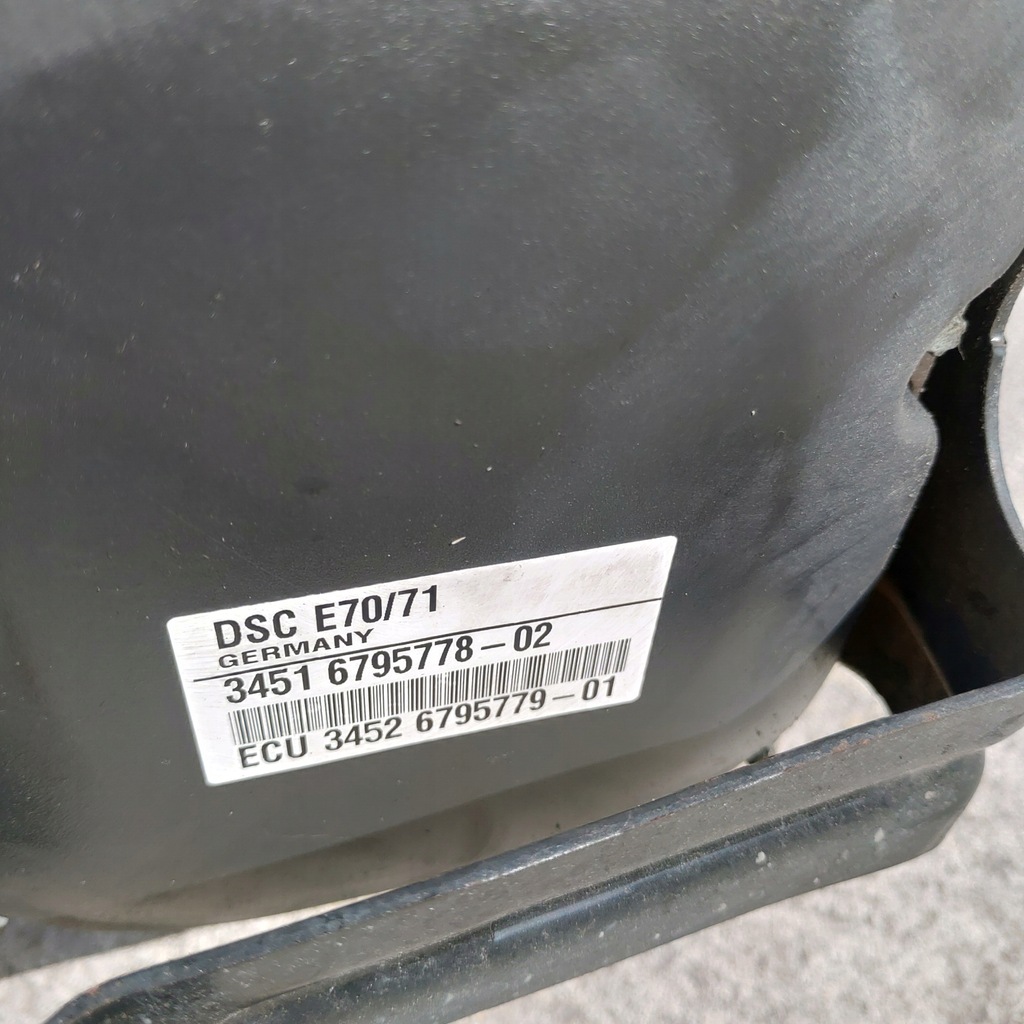 DSC E70/71
GERMANY
3451 6795778-02
ECU 3452 6795779-01